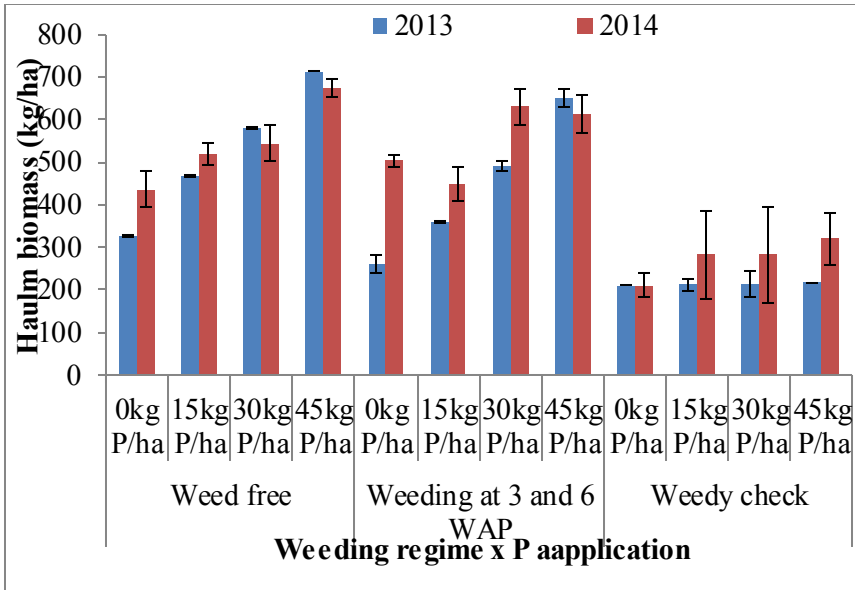 2013 2014
Haulm biomass (kg/ha)
800
700
600
500
400
300
200
100
0
0kg 15kg 30kg 45kg 0kg 15kg 30kg 45kg 0kg 15kg 30kg 45kg
P/ha P/ha P/ha P/ha P/ha P/ha P/ha P/ha P/ha P/ha P/ha P/ha
Weed free Weeding at 3 and 6 Weedy check
WAP
Weeding regime x P aapplication